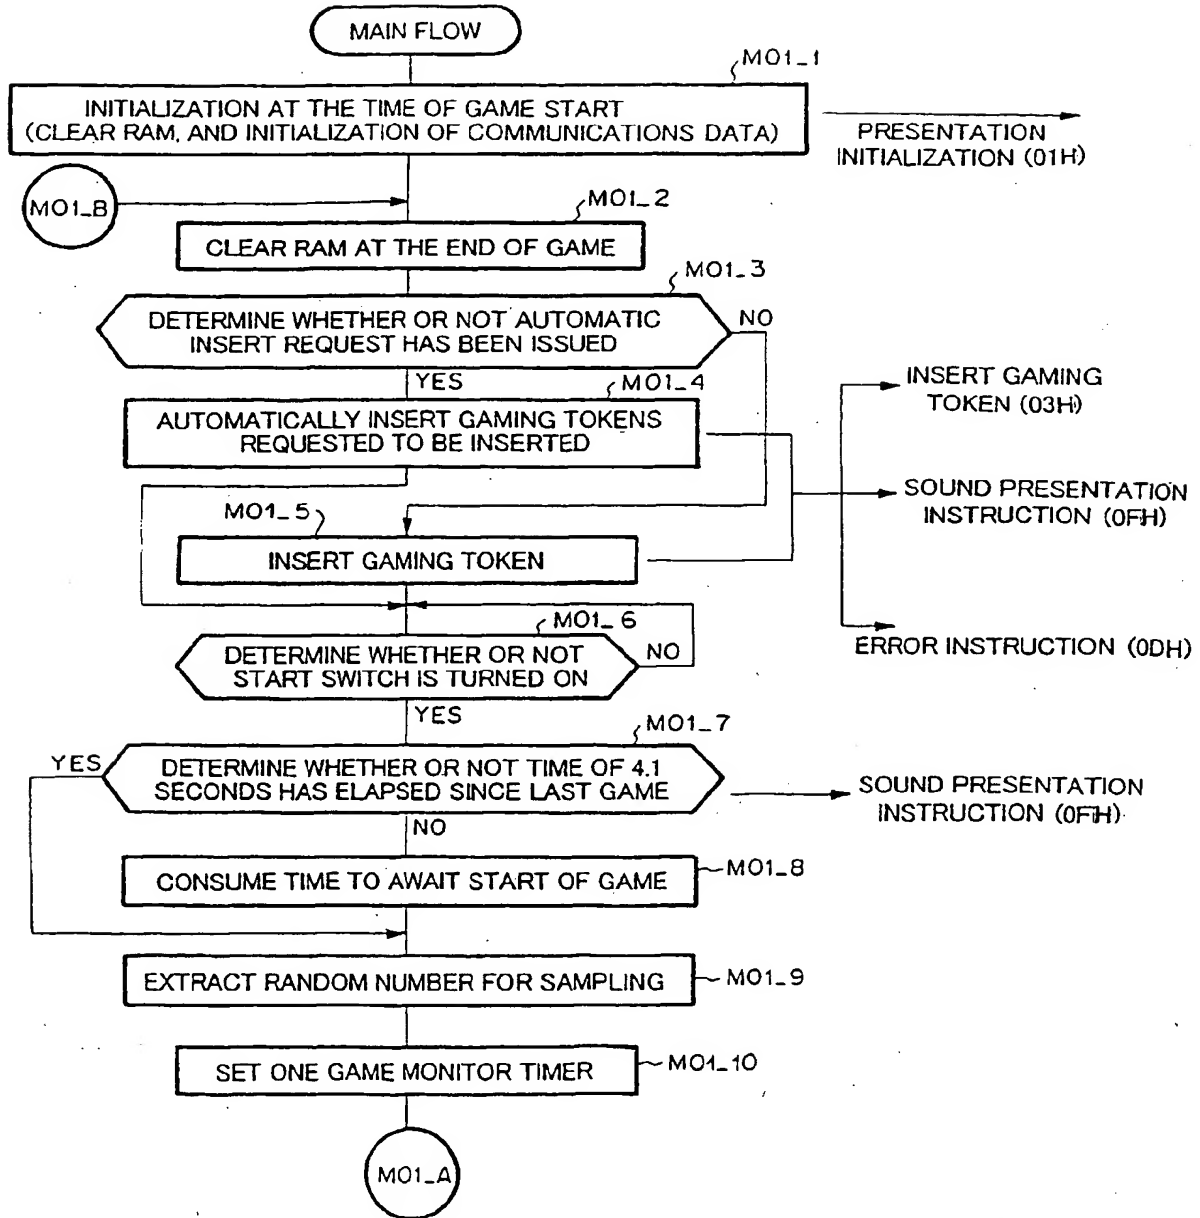 MAIN FLOW
MO1_1
INITIALIZATION AT THE TIME OF GAME START
(CLEAR RAM, AND INITIALIZATION OF COMMUNICATIONS DATA)
PRESENTATION
INITIALIZATION (01H)
MO1_B
MO1_2
CLEAR RAM AT THE END OF GAME
MO1_3
DETERMINE WHETHER OR NOT AUTOMATIC
INSERT REQUEST HAS BEEN ISSUED
NO
YES
MO1_4
AUTOMATICALLY INSERT GAMING TOKENS
REQUESTED TO BE INSERTED
INSERT GAMING
TOKEN (03H)
SOUND PRESENTATION
INSTRUCTION (0FH)
MO1_5
INSERT GAMING TOKEN
ERROR INSTRUCTION (0DH)
MO1_6
DETERMINE WHETHER OR NOT
START SWITCH IS TURNED ON
NO
YES
MO1_7
YES
DETERMINE WHETHER OR NOT TIME OF 4.1
SECONDS HAS ELAPSED SINCE LAST GAME
SOUND PRESENTATION
INSTRUCTION (0FH)
NO
CONSUME TIME TO AWAIT START OF GAME
MO1_8
EXTRACT RANDOM NUMBER FOR SAMPLING
MO1_9
SET ONE GAME MONITOR TIMER
MO1_10
MO1_A